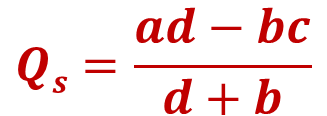 Qₛ = (ad − bc) / (d + b)